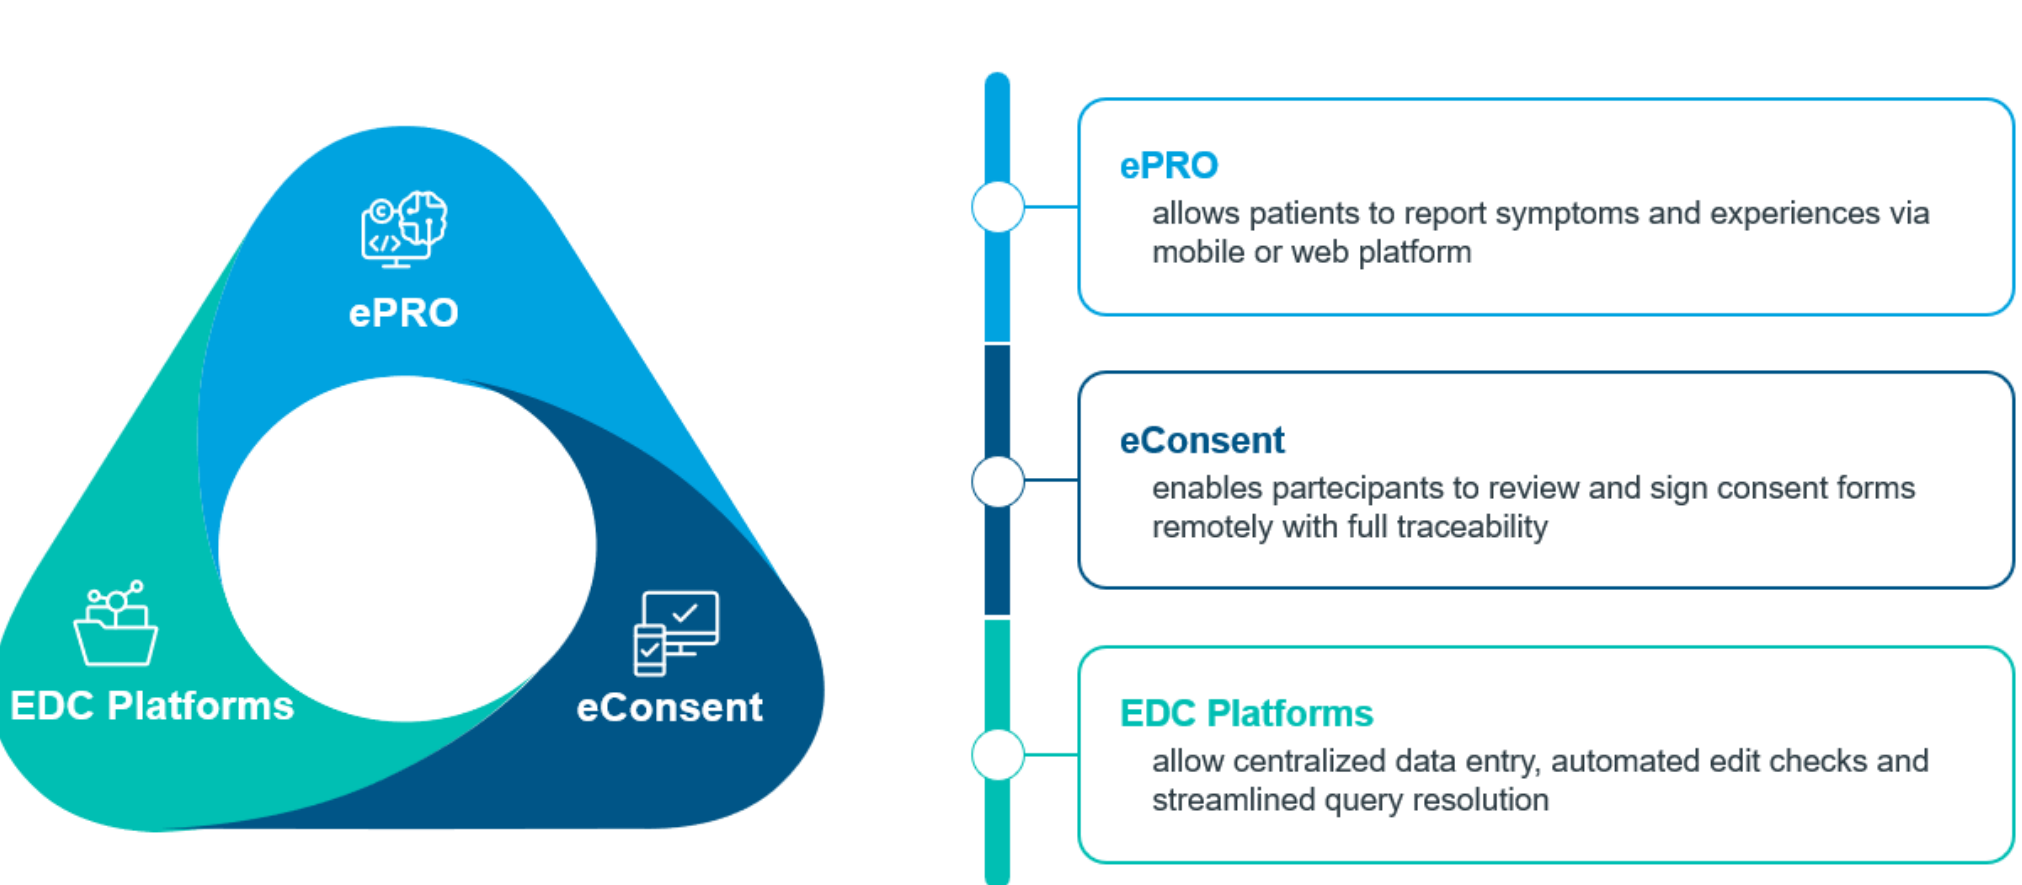 ePRO
EDC Platforms
eConsent
ePRO
allows patients to report symptoms and experiences via
mobile or web platform
eConsent
enables partecipants to review and sign consent forms
remotely with full traceability
EDC Platforms
allow centralized data entry, automated edit checks and
streamlined query resolution